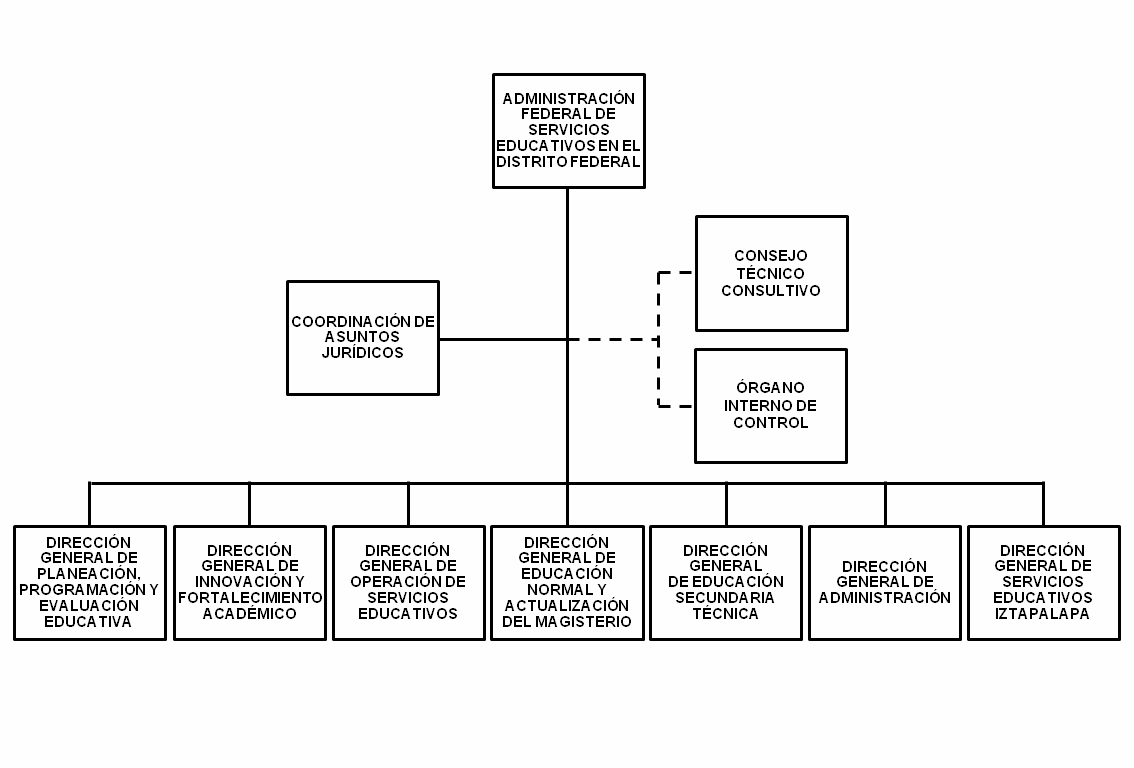 ADMINISTRACIÓN
FEDERAL DE
SERVICIOS
EDUCATIVOS EN EL
DISTRITO FEDERAL
CONSEJO
TÉCNICO
CONSULTIVO
COORDINACIÓN DE
ASUNTOS
JURÍDICOS
ÓRGANO
INTERNO DE
CONTROL
DIRECCIÓN
GENERAL DE
PLANEACIÓN,
PROGRAMACIÓN Y
EVALUACIÓN
EDUCATIVA
DIRECCIÓN
GENERAL DE
INNOVACIÓN Y
FORTALECIMIENTO
ACADÉMICO
DIRECCIÓN
GENERAL DE
OPERACIÓN DE
SERVICIOS
EDUCATIVOS
DIRECCIÓN
GENERAL DE
EDUCACIÓN
NORMAL Y
ACTUALIZACIÓN
DEL MAGISTERIO
DIRECCIÓN
GENERAL
DE EDUCACIÓN
SECUNDARIA
TÉCNICA
DIRECCIÓN
GENERAL DE
ADMINISTRACIÓN
DIRECCIÓN
GENERAL DE
SERVICIOS
EDUCATIVOS
IZTAPALAPA